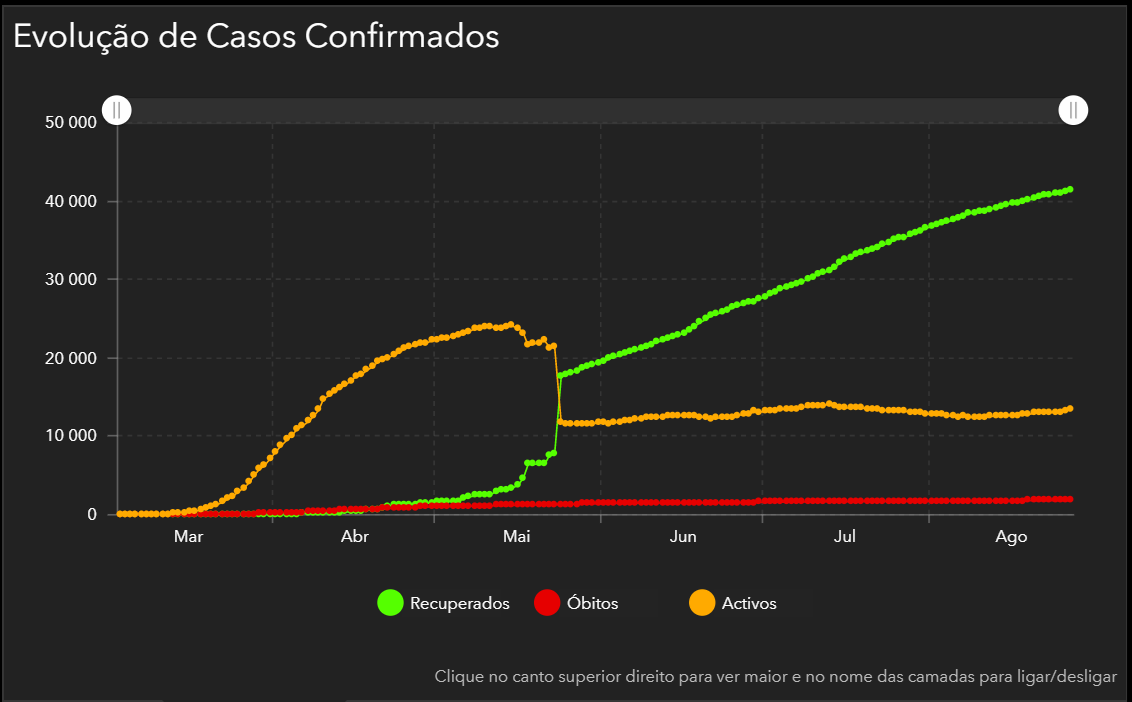 Evolução de Casos Confirmados
50 000
40 000
30 000
20 000
10 000
0
Mar Abr Mai Jun Jul Ago
Recuperados Óbitos Activos
Clique no canto superior direito para ver maior e no nome das camadas para ligar/desligar